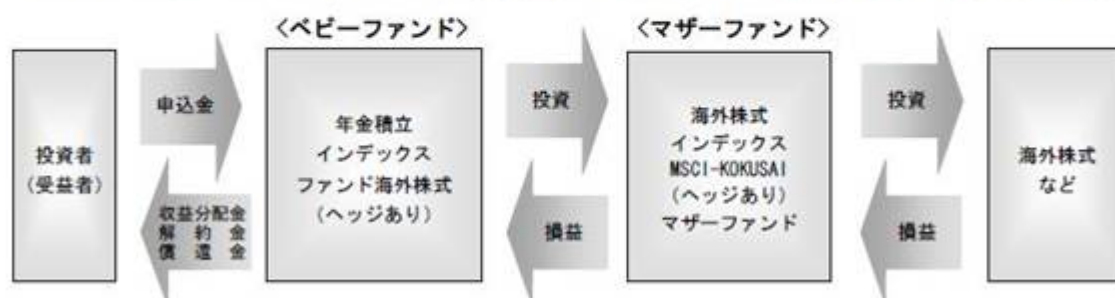 〈ベビーファンド〉
〈マザーファンド〉
投資者
（受益者）
申込金
収益分配金
解約金
償還金
年金積立
インデックス
ファンド海外株式
（ヘッジあり）
投資
損益
海外株式
インデックス
MSCI-KOKUSAI
（ヘッジあり）
マザーファンド
投資
損益
海外株式
など